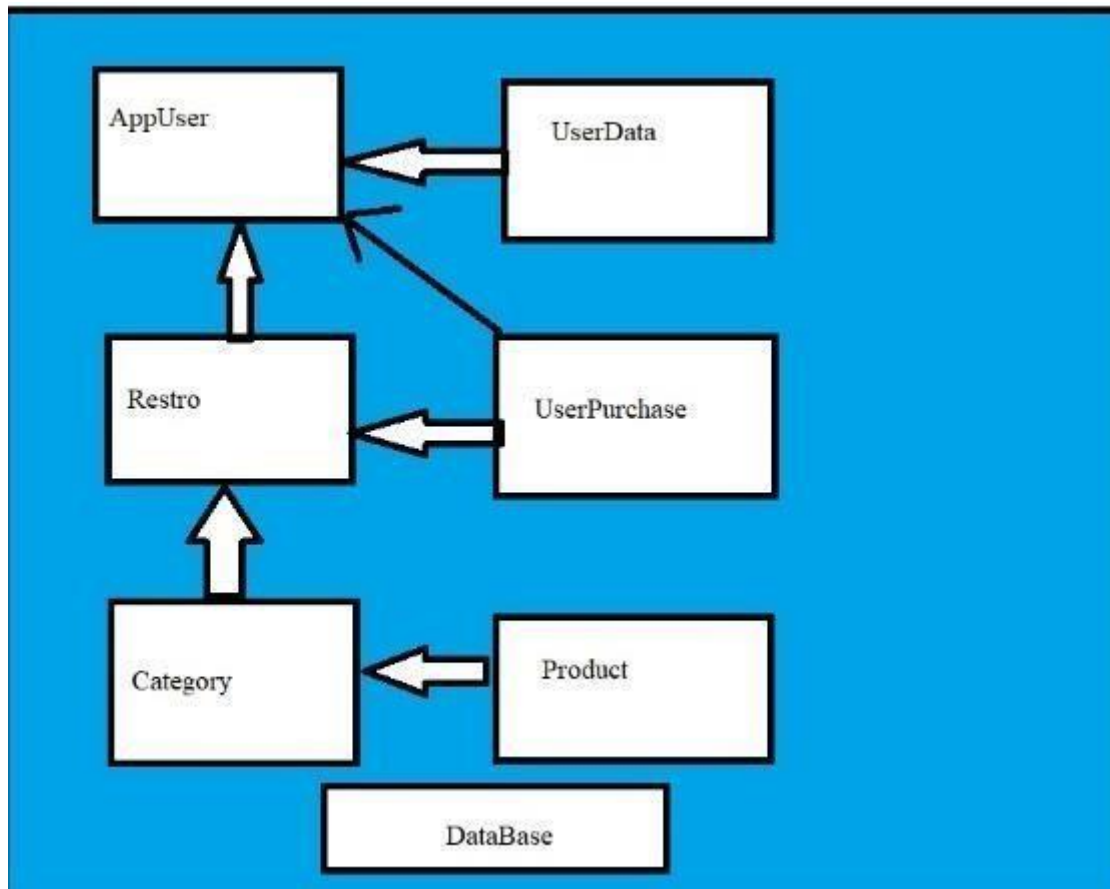 AppUser
UserData
Restro
UserPurchase
Category
Product
DataBase